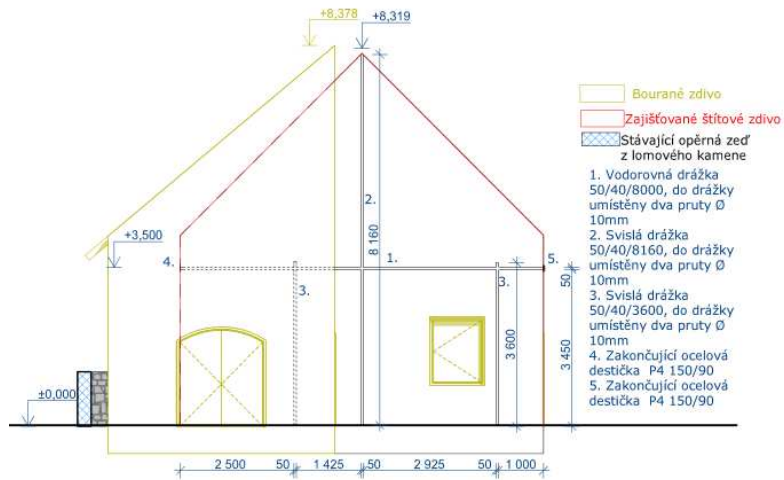 +8,378
+8,319
Bourané zdivo
Zajišťované štítové zdivo
Stávající opěrná zeď
z lomového kamene
1. Vodorovná drážka
50/40/8000, do drážky
umístěny dva pruty Ø
10mm
2. Svislá drážka
50/40/8160, do drážky
umístěny dva pruty Ø
10mm
3. Svislá drážka
50/40/3600, do drážky
umístěny dva pruty Ø
10mm
4. Zakončující ocelová
destička P4 150/90
5. Zakončující ocelová
destička P4 150/90
2.
+3,500
8 160
1.
4.
5.
3.
3.
50
3 600
3 450
±0,000
2 500
50
1 425
50
2 925
50
1 000